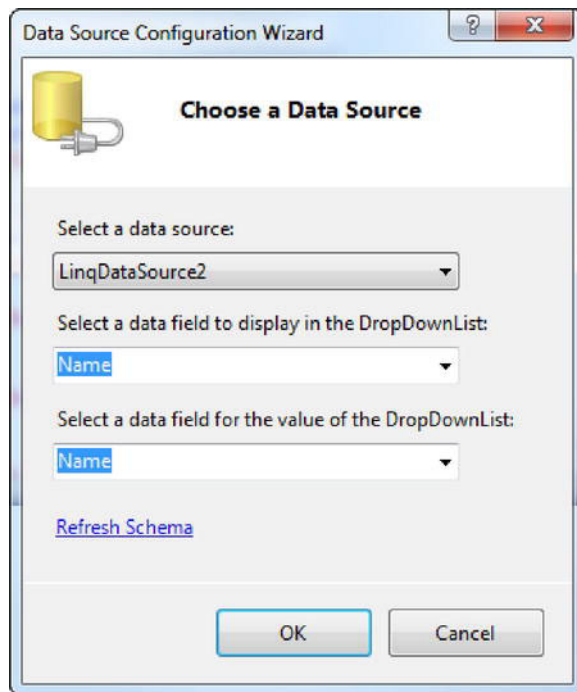 Data Source Configuration Wizard
?
X
Choose a Data Source
Select a data source:
LinqDataSource2
Select a data field to display in the DropDownList:
Name
Select a data field for the value of the DropDownList:
Name
Refresh Schema
OK Cancel